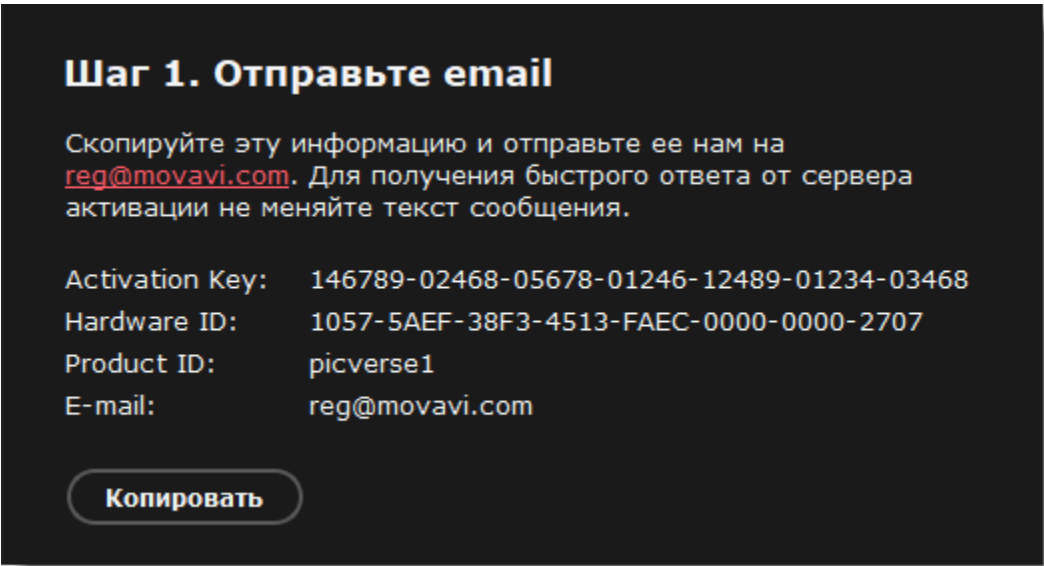 Шаг 1. Отправьте email
Скопируйте эту информацию и отправьте ее нам на
reg@movavi.com. Для получения быстрого ответа от сервера
активации не меняйте текст сообщения.
Activation Key: 146789-02468-05678-01246-12489-01234-03468
Hardware ID: 1057-5AEF-38F3-4513-FAEC-0000-0000-2707
Product ID: picverse1
E-mail: reg@movavi.com
Копировать